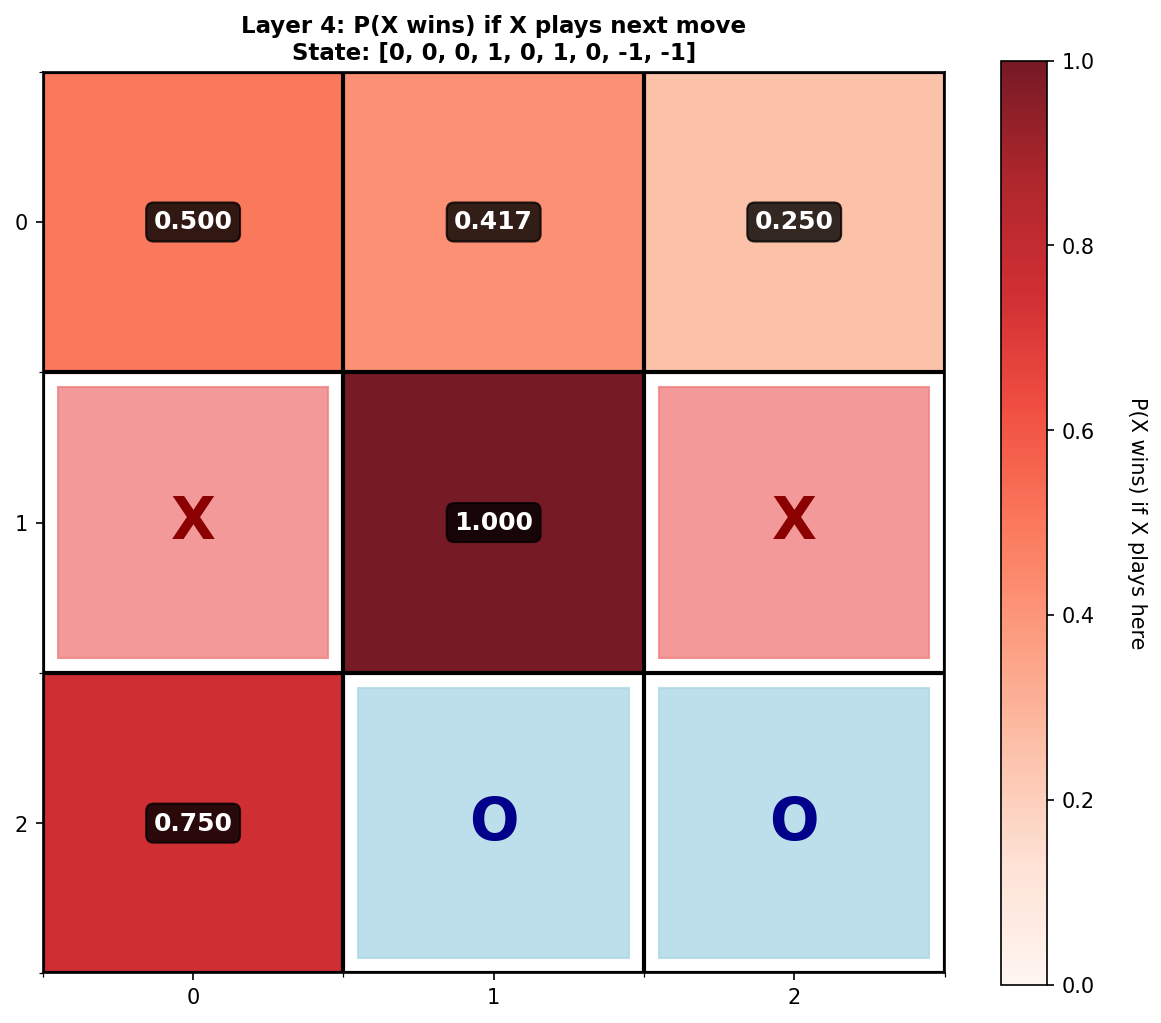 Layer 4: P(X wins) if X plays next move
State: [0, 0, 0, 1, 0, 1, 0, -1, -1]
0
0.500
0.417
0.250
1
X
1.000
X
2
0.750
O
O
0
1
2
1.0
0.8
0.6
0.4
0.2
0.0
P(X wins) if X plays here